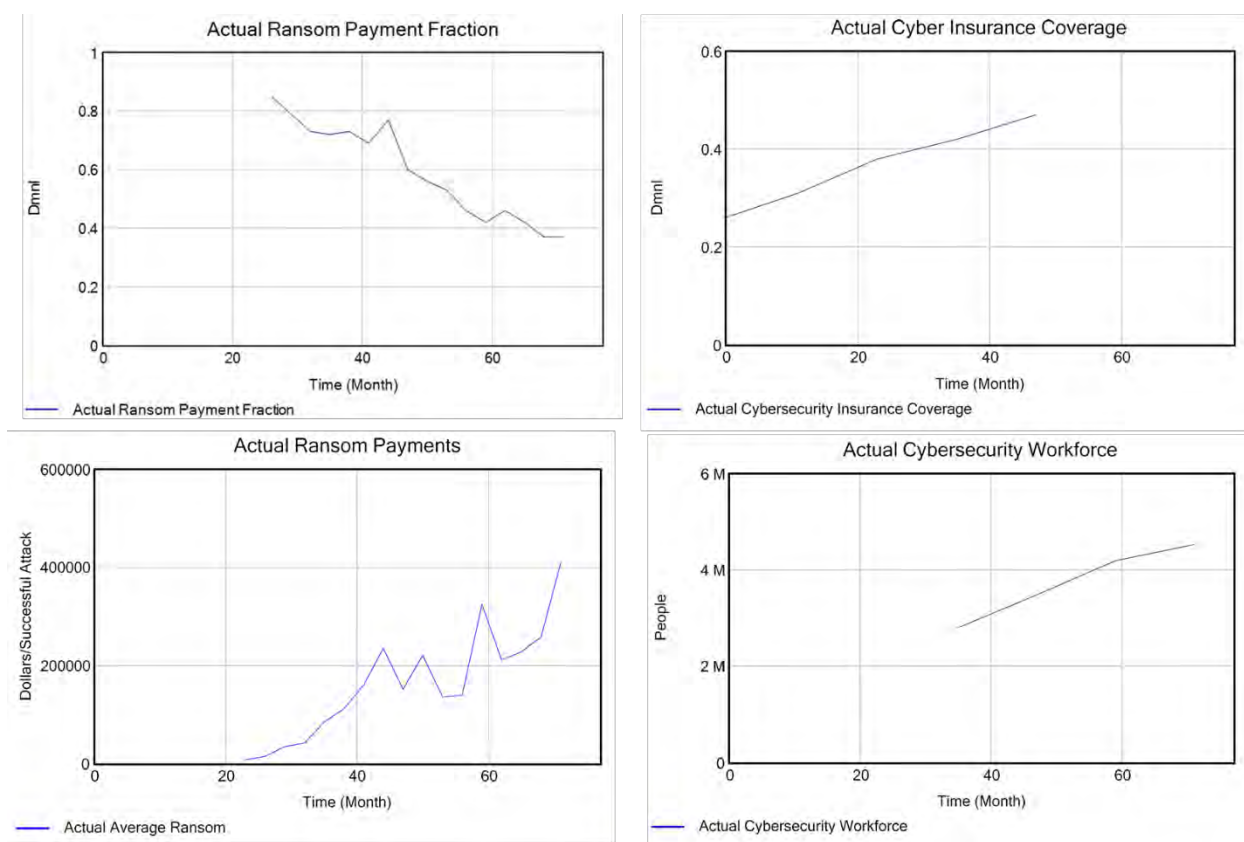 Actual Ransom Payment Fraction
1
0.8
0.6
0.4
0.2
0
Dmnl
0
20
40
60
Time (Month)
Actual Ransom Payment Fraction
Actual Cyber Insurance Coverage
0.6
0.4
0.2
0
Dmnl
0
20
40
60
Time (Month)
Actual Cybersecurity Insurance Coverage
Actual Ransom Payments
600000
400000
200000
0
Dollars/Successful Attack
0
20
40
60
Time (Month)
Actual Average Ransom
Actual Cybersecurity Workforce
6 M
4 M
2 M
0
People
0
20
40
60
Time (Month)
Actual Cybersecurity Workforce